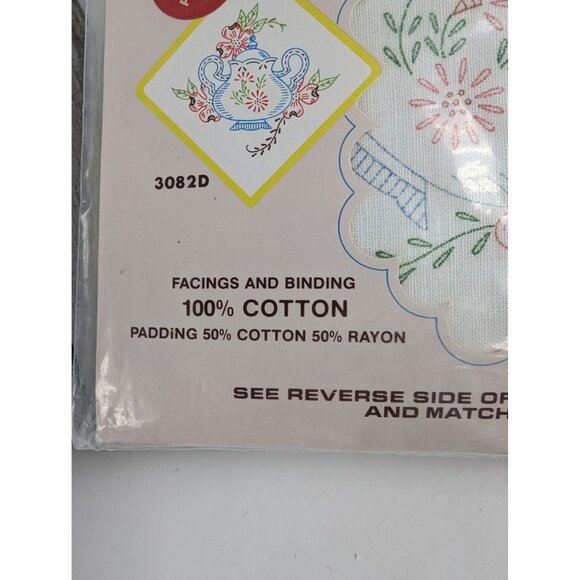 3082D
FACINGS AND BINDING
100% COTTON
PADDING 50% COTTON 50% RAYON
SEE REVERSE SIDE OF
AND MATCH